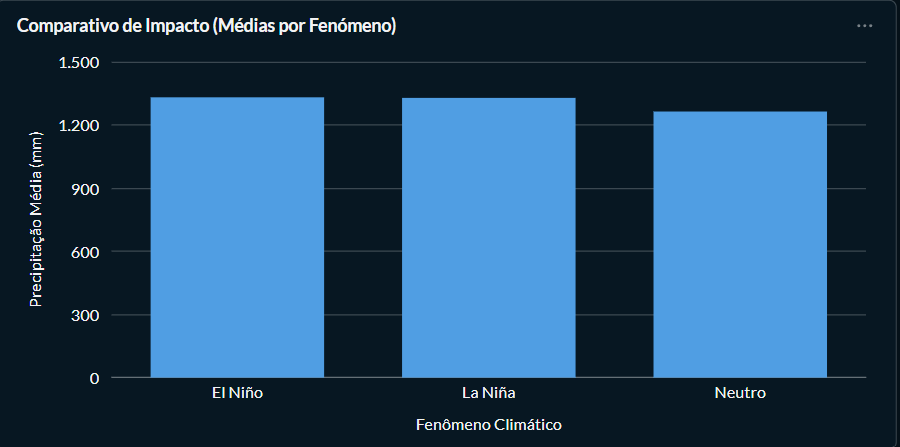 Comparativo de Impacto (Médias por Fenómeno)
Precipitação Média (mm)
1.500
1.200
900
600
300
0
El Niño
La Niña
Neutro
Fenômeno Climático